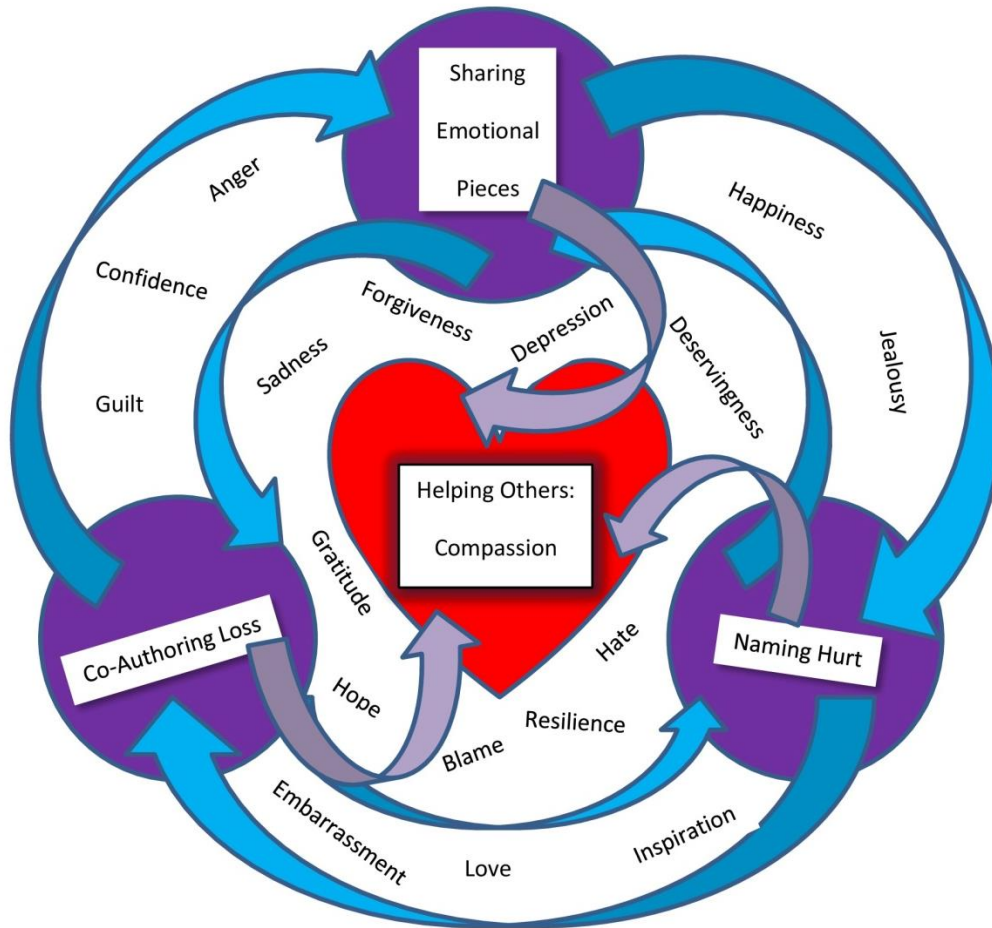 Sharing
Emotional
Pieces
Anger
Happiness
Confidence
Forgiveness
Depression
Deservingness
Sadness
Jealousy
Guilt
Helping Others:
Compassion
Gratitude
Hate
Co-Authoring Loss
Naming Hurt
Hope
Resilience
Blame
Embarrassment
Love
Inspiration